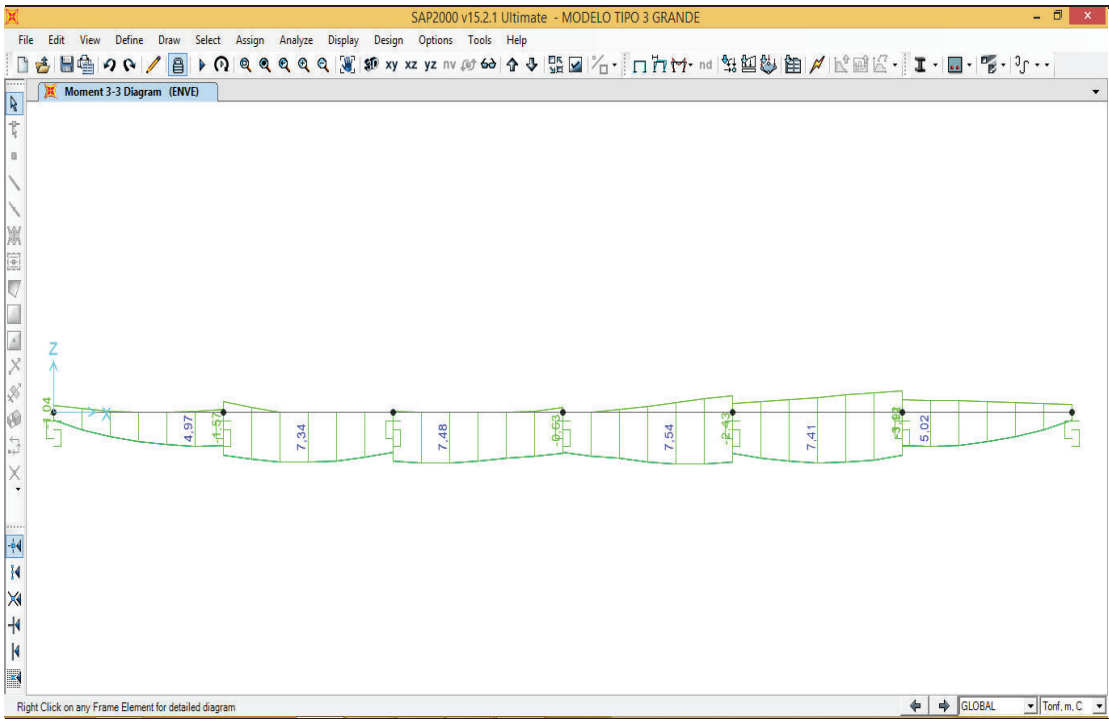 SAP2000 v15.2.1 Ultimate - MODELO TIPO 3 GRANDE
File Edit View Define Draw Select Assign Analyze Display Design Options Tools Help
xy xz yz nv nd
Moment 3-3 Diagram (ENVE)
Z
X
-1,04
4,97
-1,57
7,34
7,48
-0,63
7,54
-2,43
7,41
5,02
Right Click on any Frame Element for detailed diagram
GLOBAL
Tonf, m, C